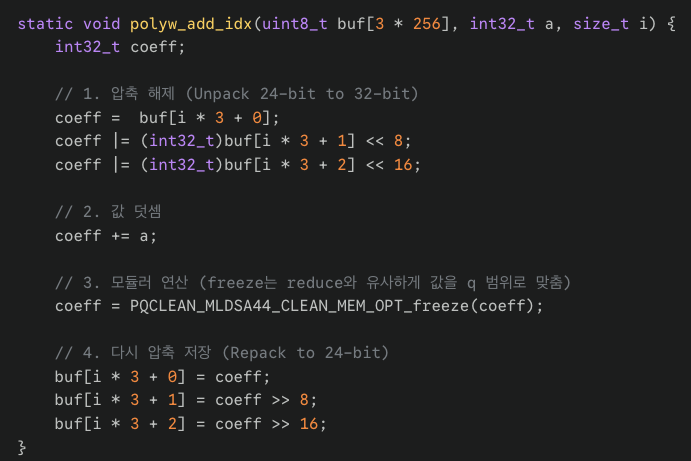 static void polyw_add_idx(uint8_t buf[3 * 256], int32_t a, size_t i) {
    int32_t coeff;

    // 1. 압축 해제 (Unpack 24-bit to 32-bit)
    coeff =  buf[i * 3 + 0];
    coeff |= (int32_t)buf[i * 3 + 1] << 8;
    coeff |= (int32_t)buf[i * 3 + 2] << 16;

    // 2. 값 덧셈
    coeff += a;

    // 3. 모듈러 연산 (freeze는 reduce와 유사하게 값을 q 범위로 맞춤)
    coeff = PQCLEAN_MLDSA44_CLEAN_MEM_OPT_freeze(coeff);

    // 4. 다시 압축 저장 (Repack to 24-bit)
    buf[i * 3 + 0] = coeff;
    buf[i * 3 + 1] = coeff >> 8;
    buf[i * 3 + 2] = coeff >> 16;
}